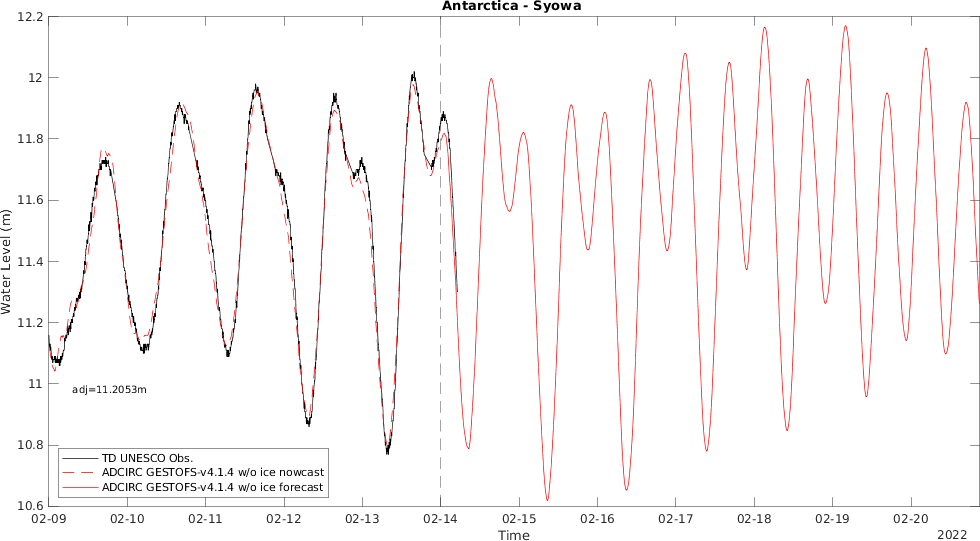 Antarctica - Syowa
12.2
12
11.8
11.6
11.4
11.2
11
10.8
10.6
Water Level (m)
adj=11.2053m
TD UNESCO Obs.
ADCIRC GESTOFS-v4.1.4 w/o ice nowcast
ADCIRC GESTOFS-v4.1.4 w/o ice forecast
02-09 02-10 02-11 02-12 02-13 02-14 02-15 02-16 02-17 02-18 02-19 02-20
Time
2022